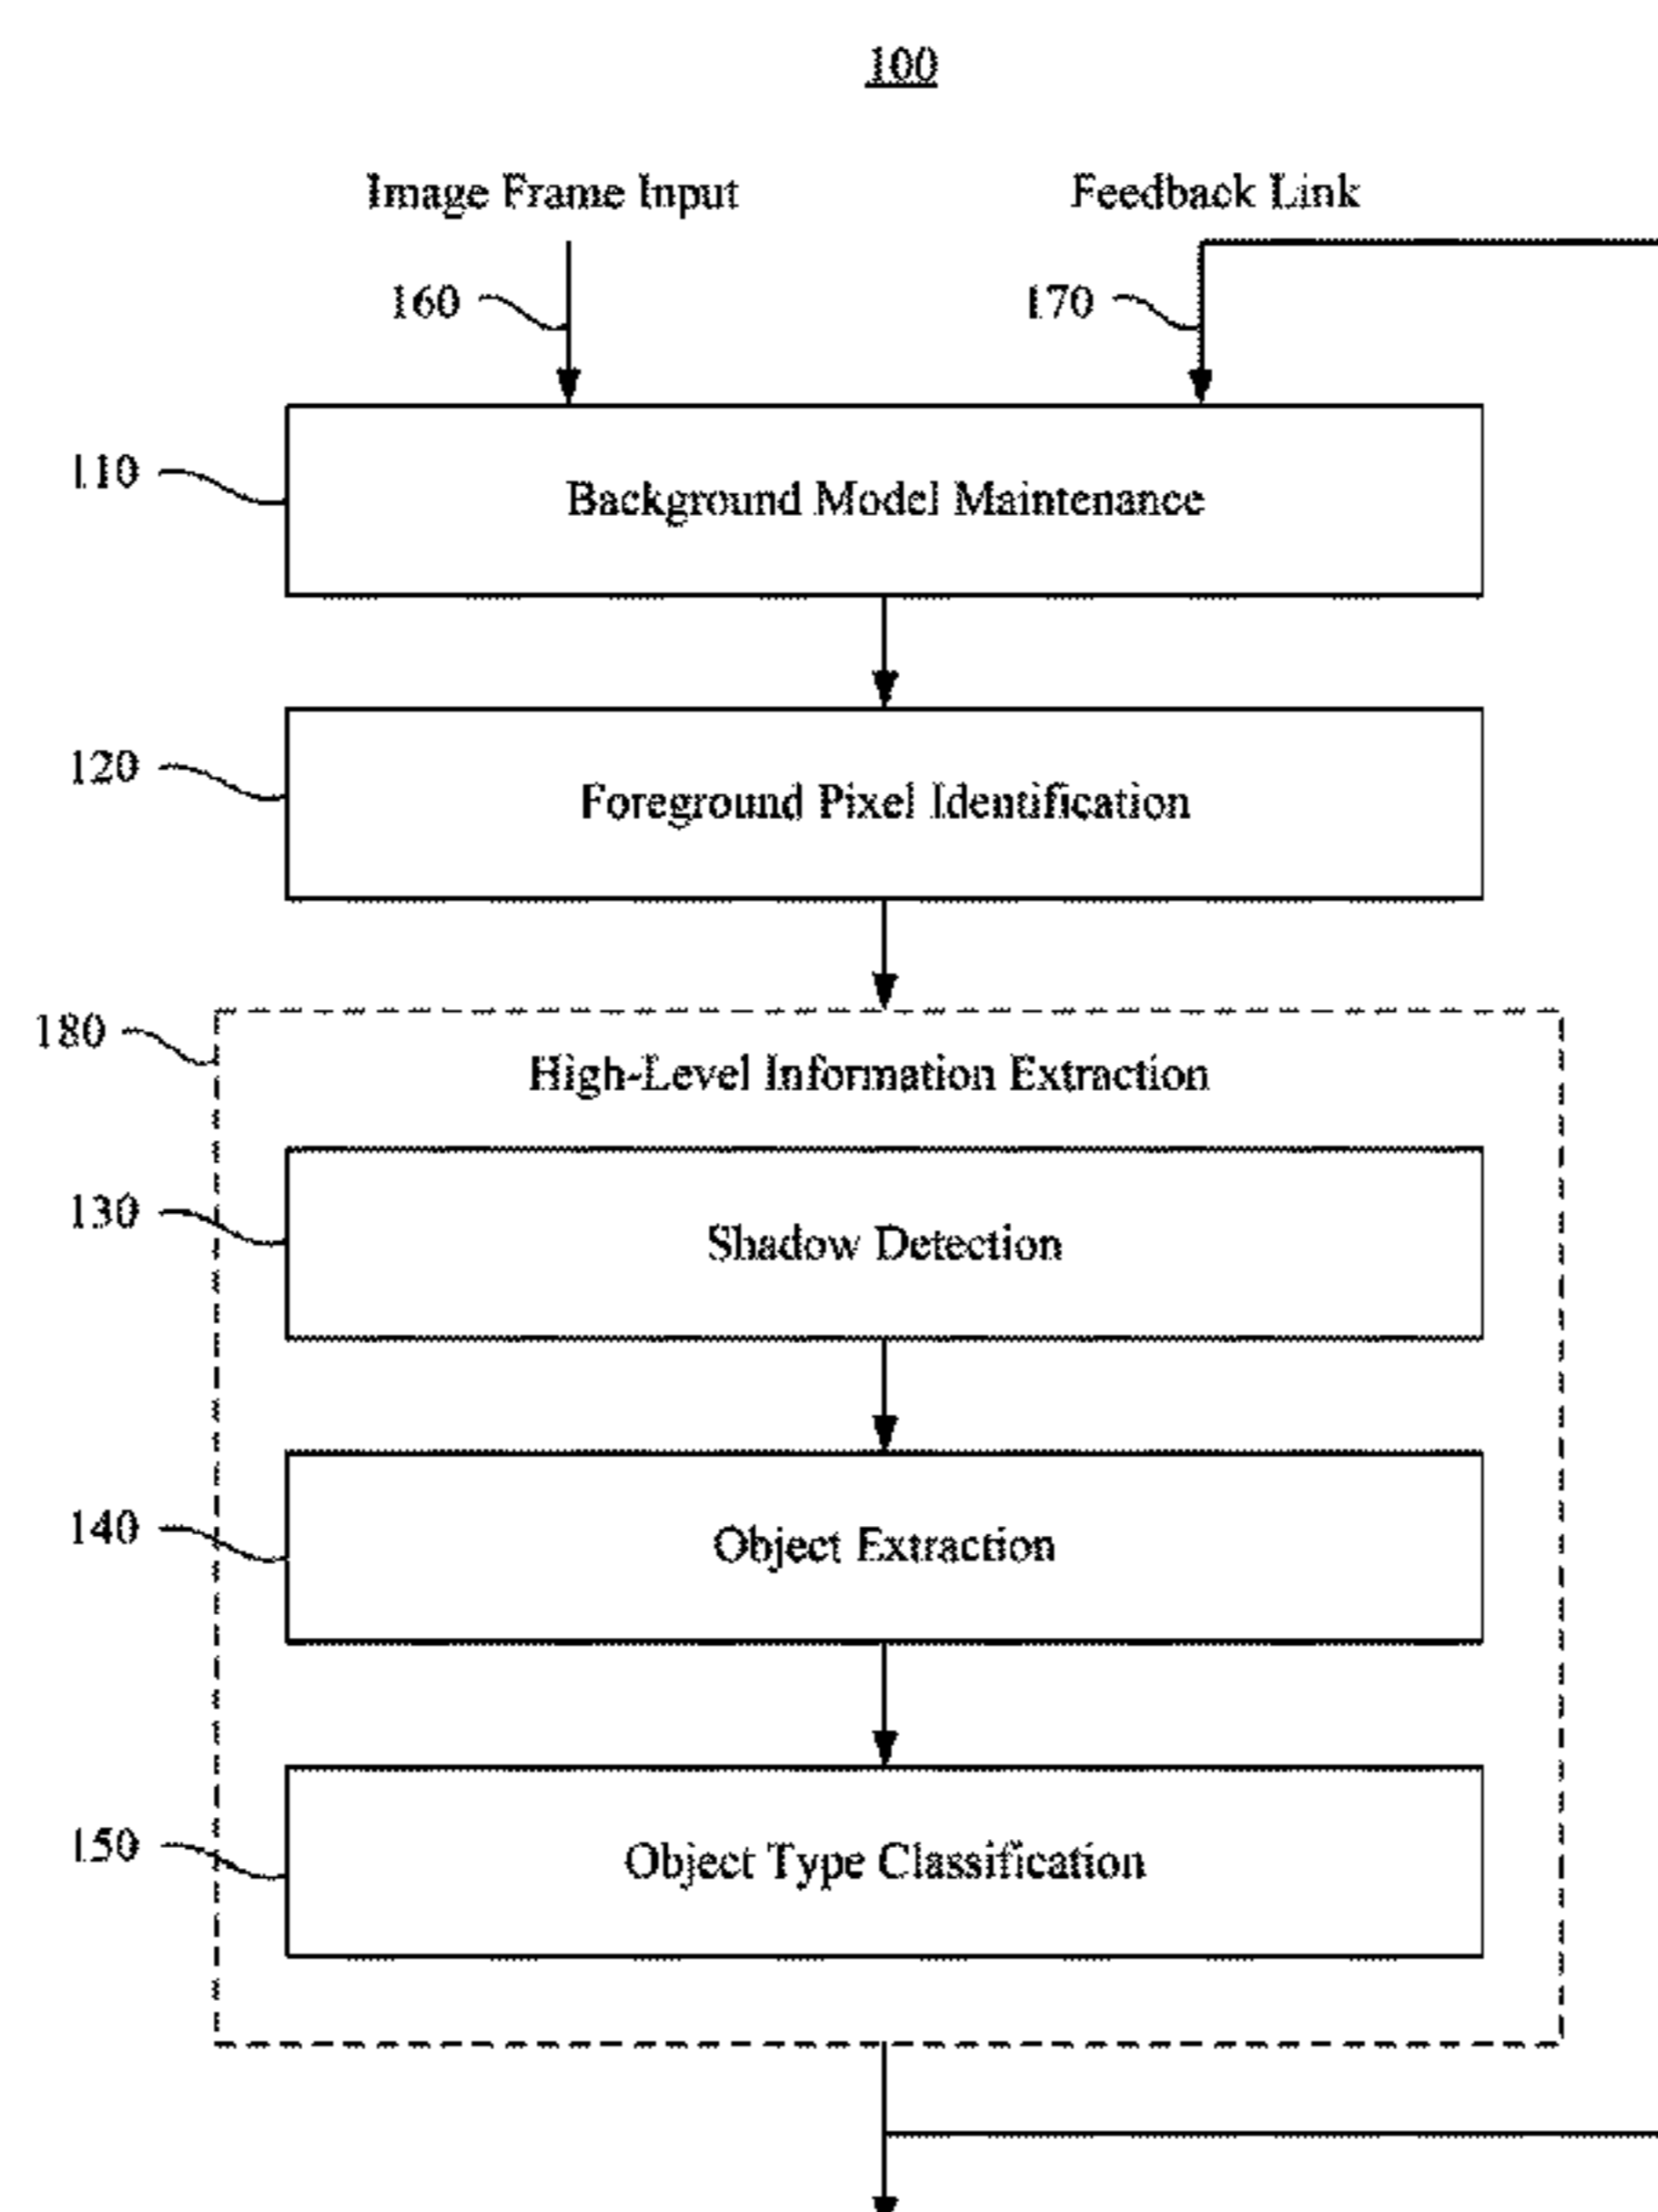 100
Image Frame Input
Feedback Link
160
170
110
Background Model Maintenance
120
Foreground Pixel Identification
180
High-Level Information Extraction
130
Shadow Detection
140
Object Extraction
150
Object Type Classification